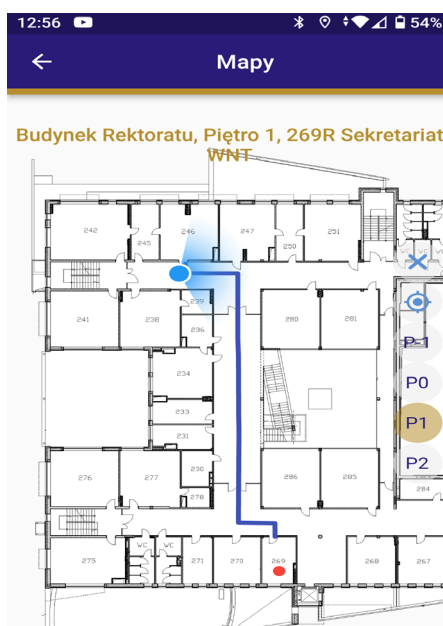 12:56 54%
Mapy
Budynek Rektoratu, Piętro 1, 269R Sekretariat
WNT
242 245 246 247 250 251
WC
241 238 239 236 280 281
P-1
234
P0
233
P1
231
P2
276 277 230 278 286 285 284
275 WC WC 271 270 269 268 267